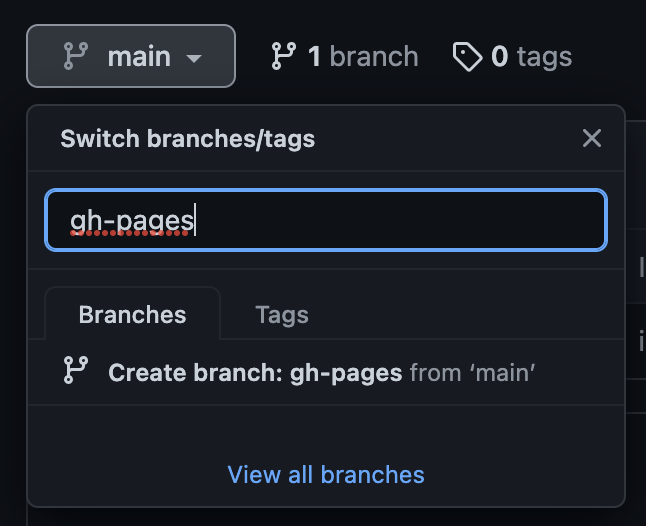 main 1 branch 0 tags
Switch branches/tags
gh-pages
Branches Tags
Create branch: gh-pages from ‘main’
View all branches